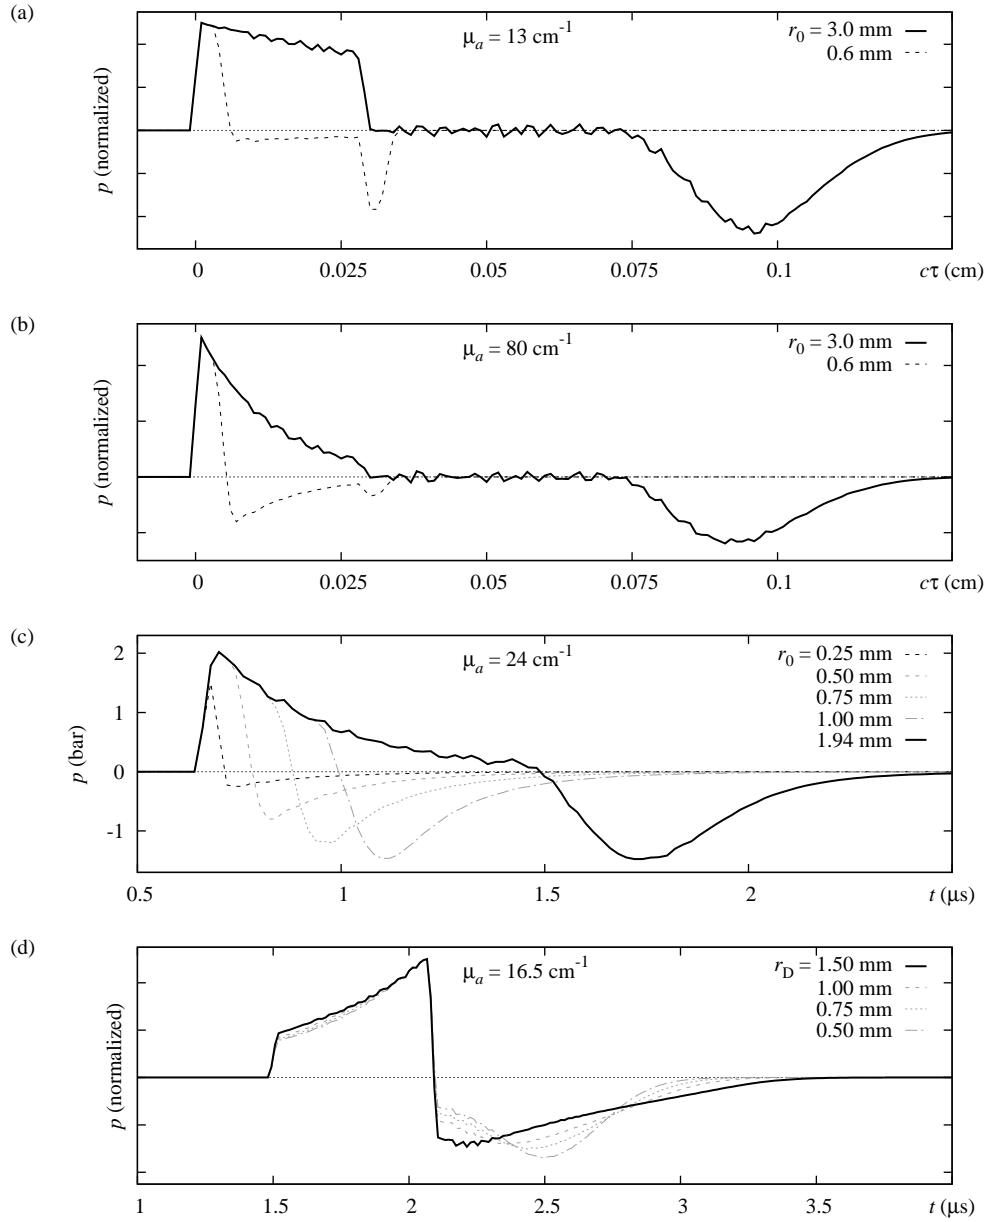 (a)
μa = 13 cm-1
r0 = 3.0 mm
0.6 mm
p (normalized)
0 0.025 0.05 0.075 0.1 cτ (cm)
(b)
μa = 80 cm-1
r0 = 3.0 mm
0.6 mm
p (normalized)
0 0.025 0.05 0.075 0.1 cτ (cm)
(c)
μa = 24 cm-1
r0 = 0.25 mm
0.50 mm
0.75 mm
1.00 mm
1.94 mm
p (bar)
2
1
0
-1
0.5 1 1.5 2 t (μs)
(d)
μa = 16.5 cm-1
rD = 1.50 mm
1.00 mm
0.75 mm
0.50 mm
p (normalized)
1 1.5 2 2.5 3 3.5 t (μs)